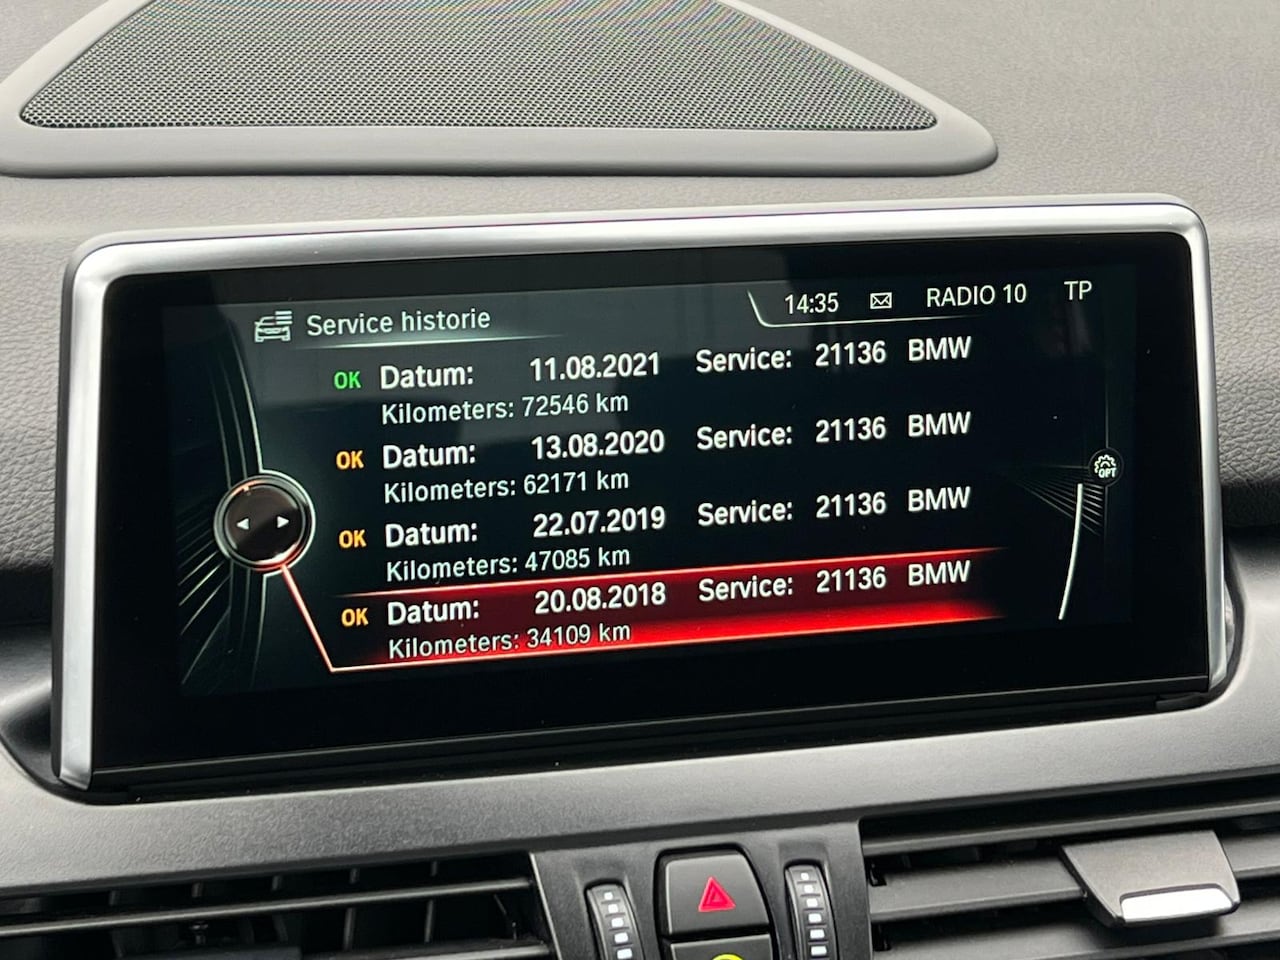 Service historie
14:35 RADIO 10 TP
OK Datum: 11.08.2021 Service: 21136 BMW
Kilometers: 72546 km
OK Datum: 13.08.2020 Service: 21136 BMW
Kilometers: 62171 km
OPT
OK Datum: 22.07.2019 Service: 21136 BMW
Kilometers: 47085 km
OK Datum: 20.08.2018 Service: 21136 BMW
Kilometers: 34109 km